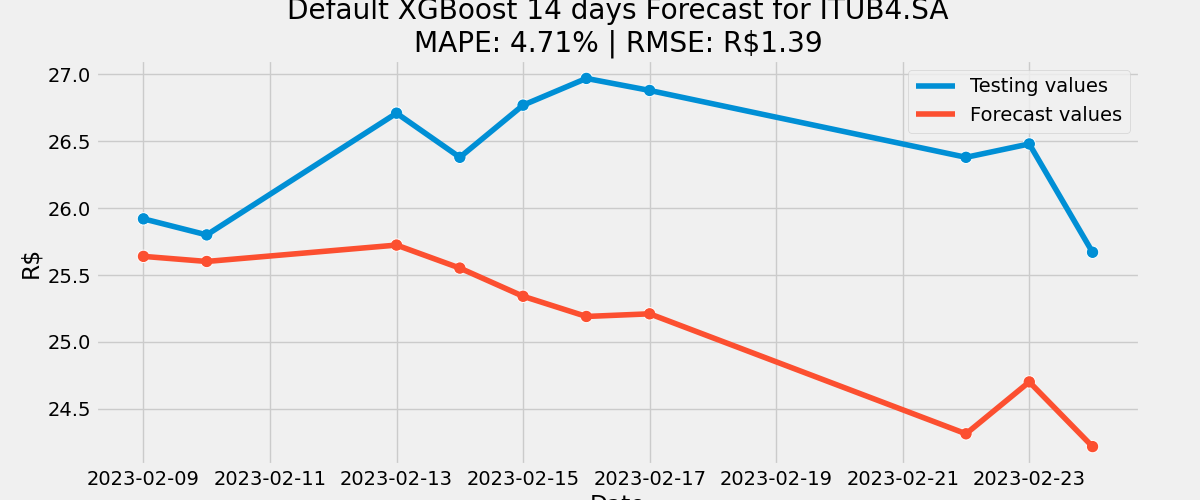 Default XGBoost 14 days Forecast for ITUB4.SA
MAPE: 4.71% | RMSE: R$1.39
Testing values
Forecast values
27.0
26.5
26.0
25.5
25.0
24.5
R$
2023-02-09 2023-02-11 2023-02-13 2023-02-15 2023-02-17 2023-02-19 2023-02-21 2023-02-23
Date